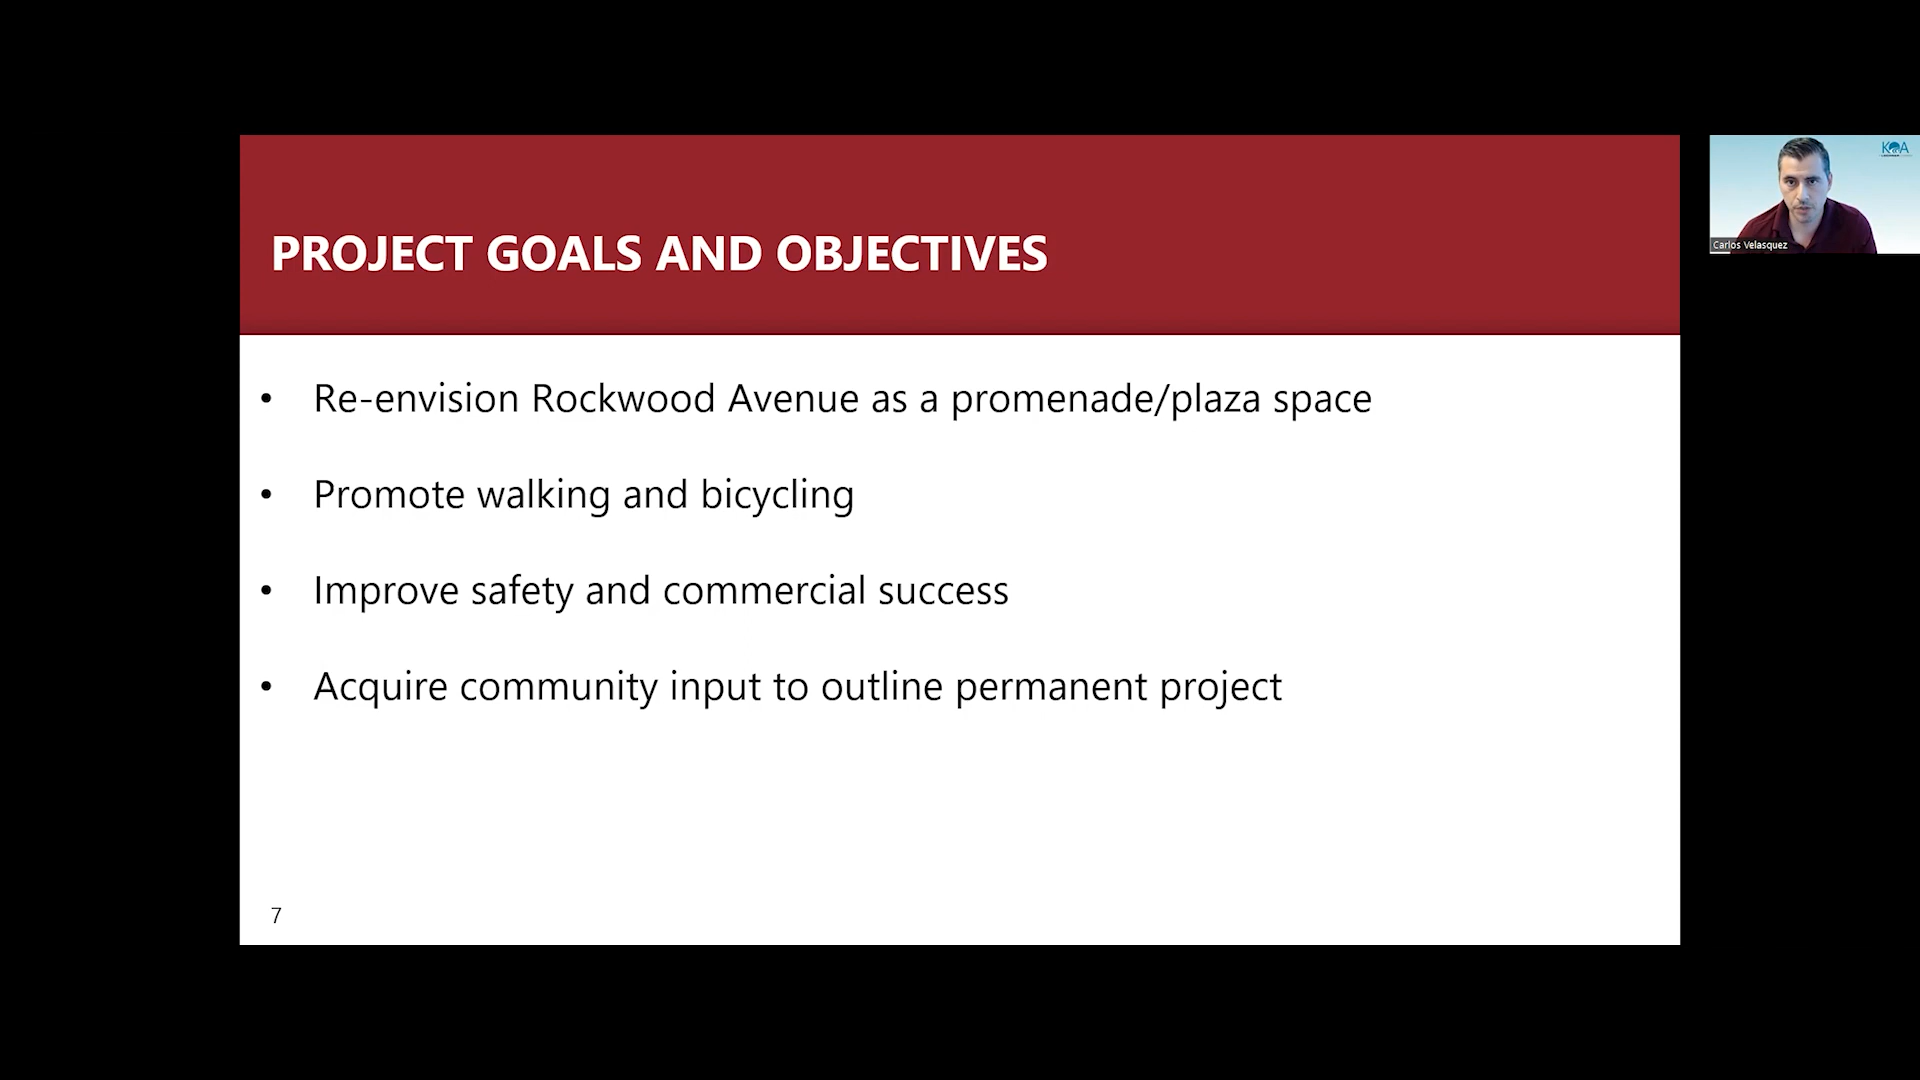 PROJECT GOALS AND OBJECTIVES
• Re-envision Rockwood Avenue as a promenade/plaza space
• Promote walking and bicycling
• Improve safety and commercial success
• Acquire community input to outline permanent project
7
KOA
Carlos Velasquez